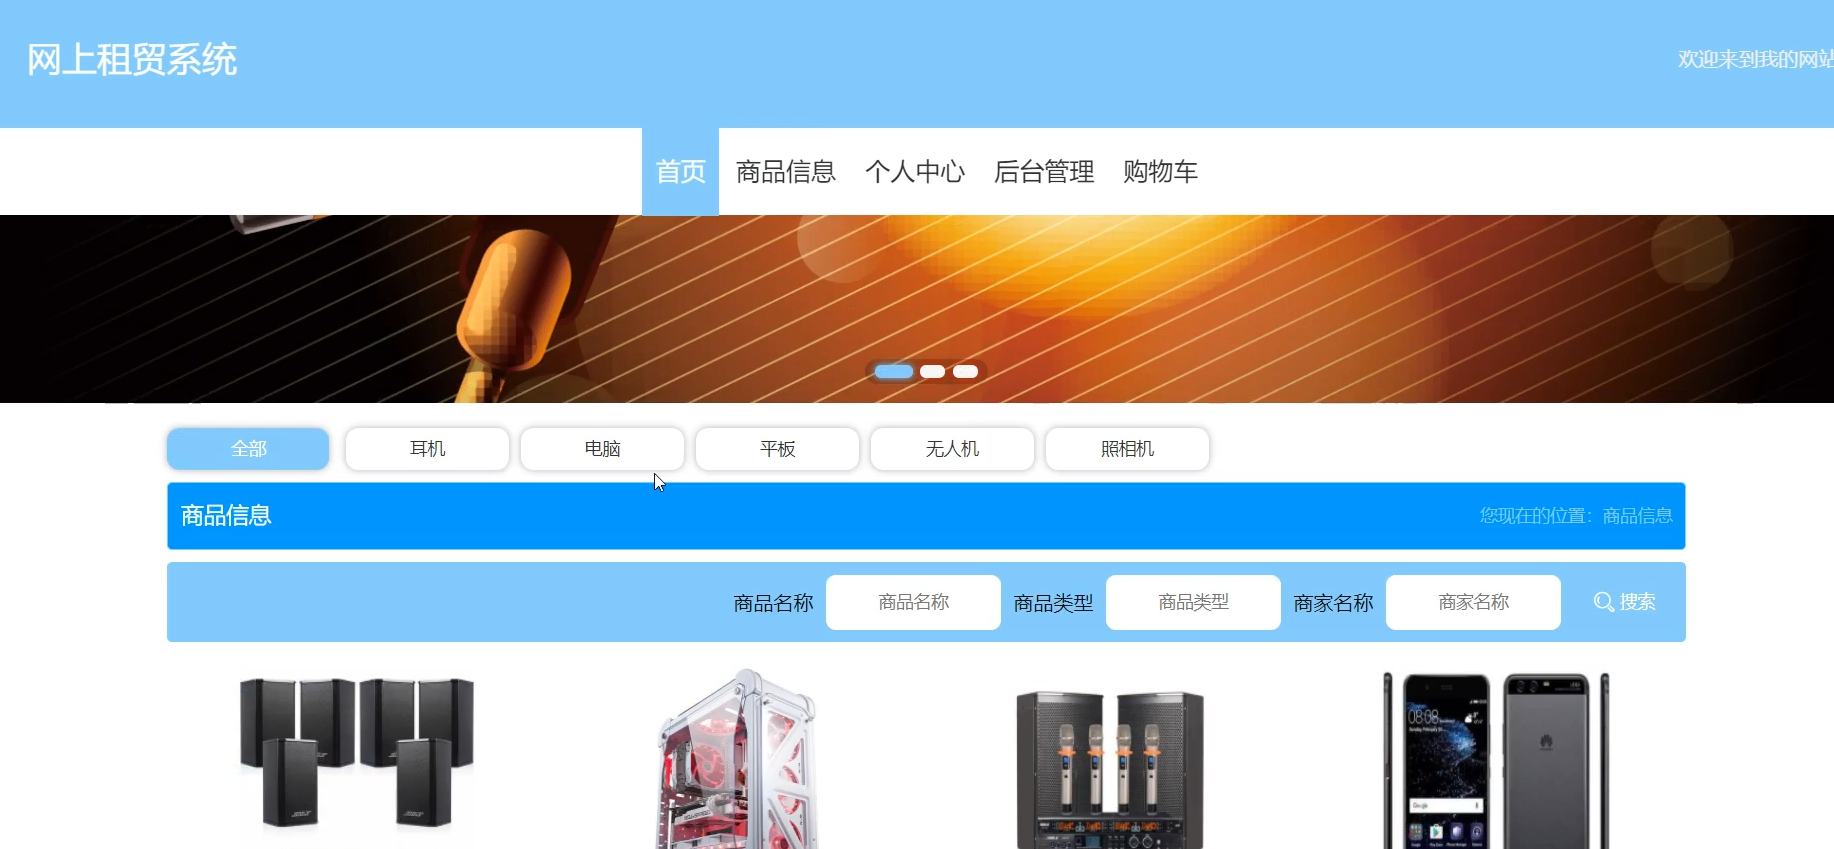 网上租贸系统
欢迎来到我的网站
首页 商品信息 个人中心 后台管理 购物车
全部 耳机 电脑 平板 无人机 照相机
商品信息 您现在的位置：商品信息
商品名称 商品名称 商品类型 商品类型 商家名称 商家名称 搜索
08:08
Google